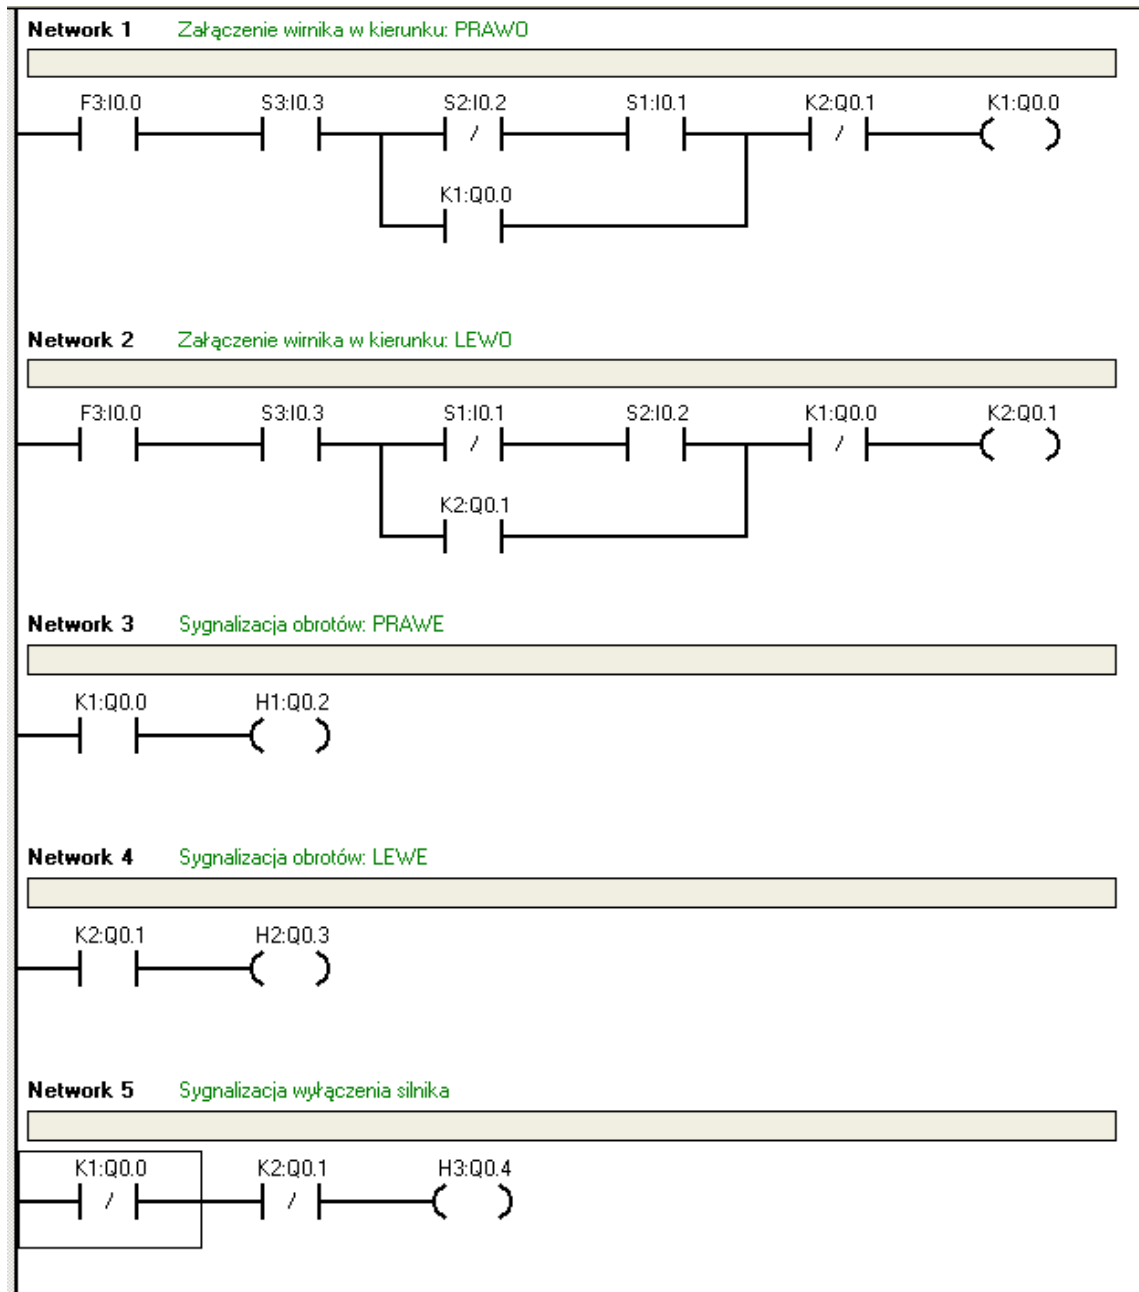 Network 1 Załączenie wirnika w kierunku: PRAWO
F3:I0.0 S3:I0.3 S2:I0.2 S1:I0.1 K2:Q0.1 K1:Q0.0
K1:Q0.0
Network 2 Załączenie wirnika w kierunku: LEWO
F3:I0.0 S3:I0.3 S1:I0.1 S2:I0.2 K1:Q0.0 K2:Q0.1
K2:Q0.1
Network 3 Sygnalizacja obrotów: PRAWE
K1:Q0.0 H1:Q0.2
Network 4 Sygnalizacja obrotów: LEWE
K2:Q0.1 H2:Q0.3
Network 5 Sygnalizacja wyłączenia silnika
K1:Q0.0 K2:Q0.1 H3:Q0.4